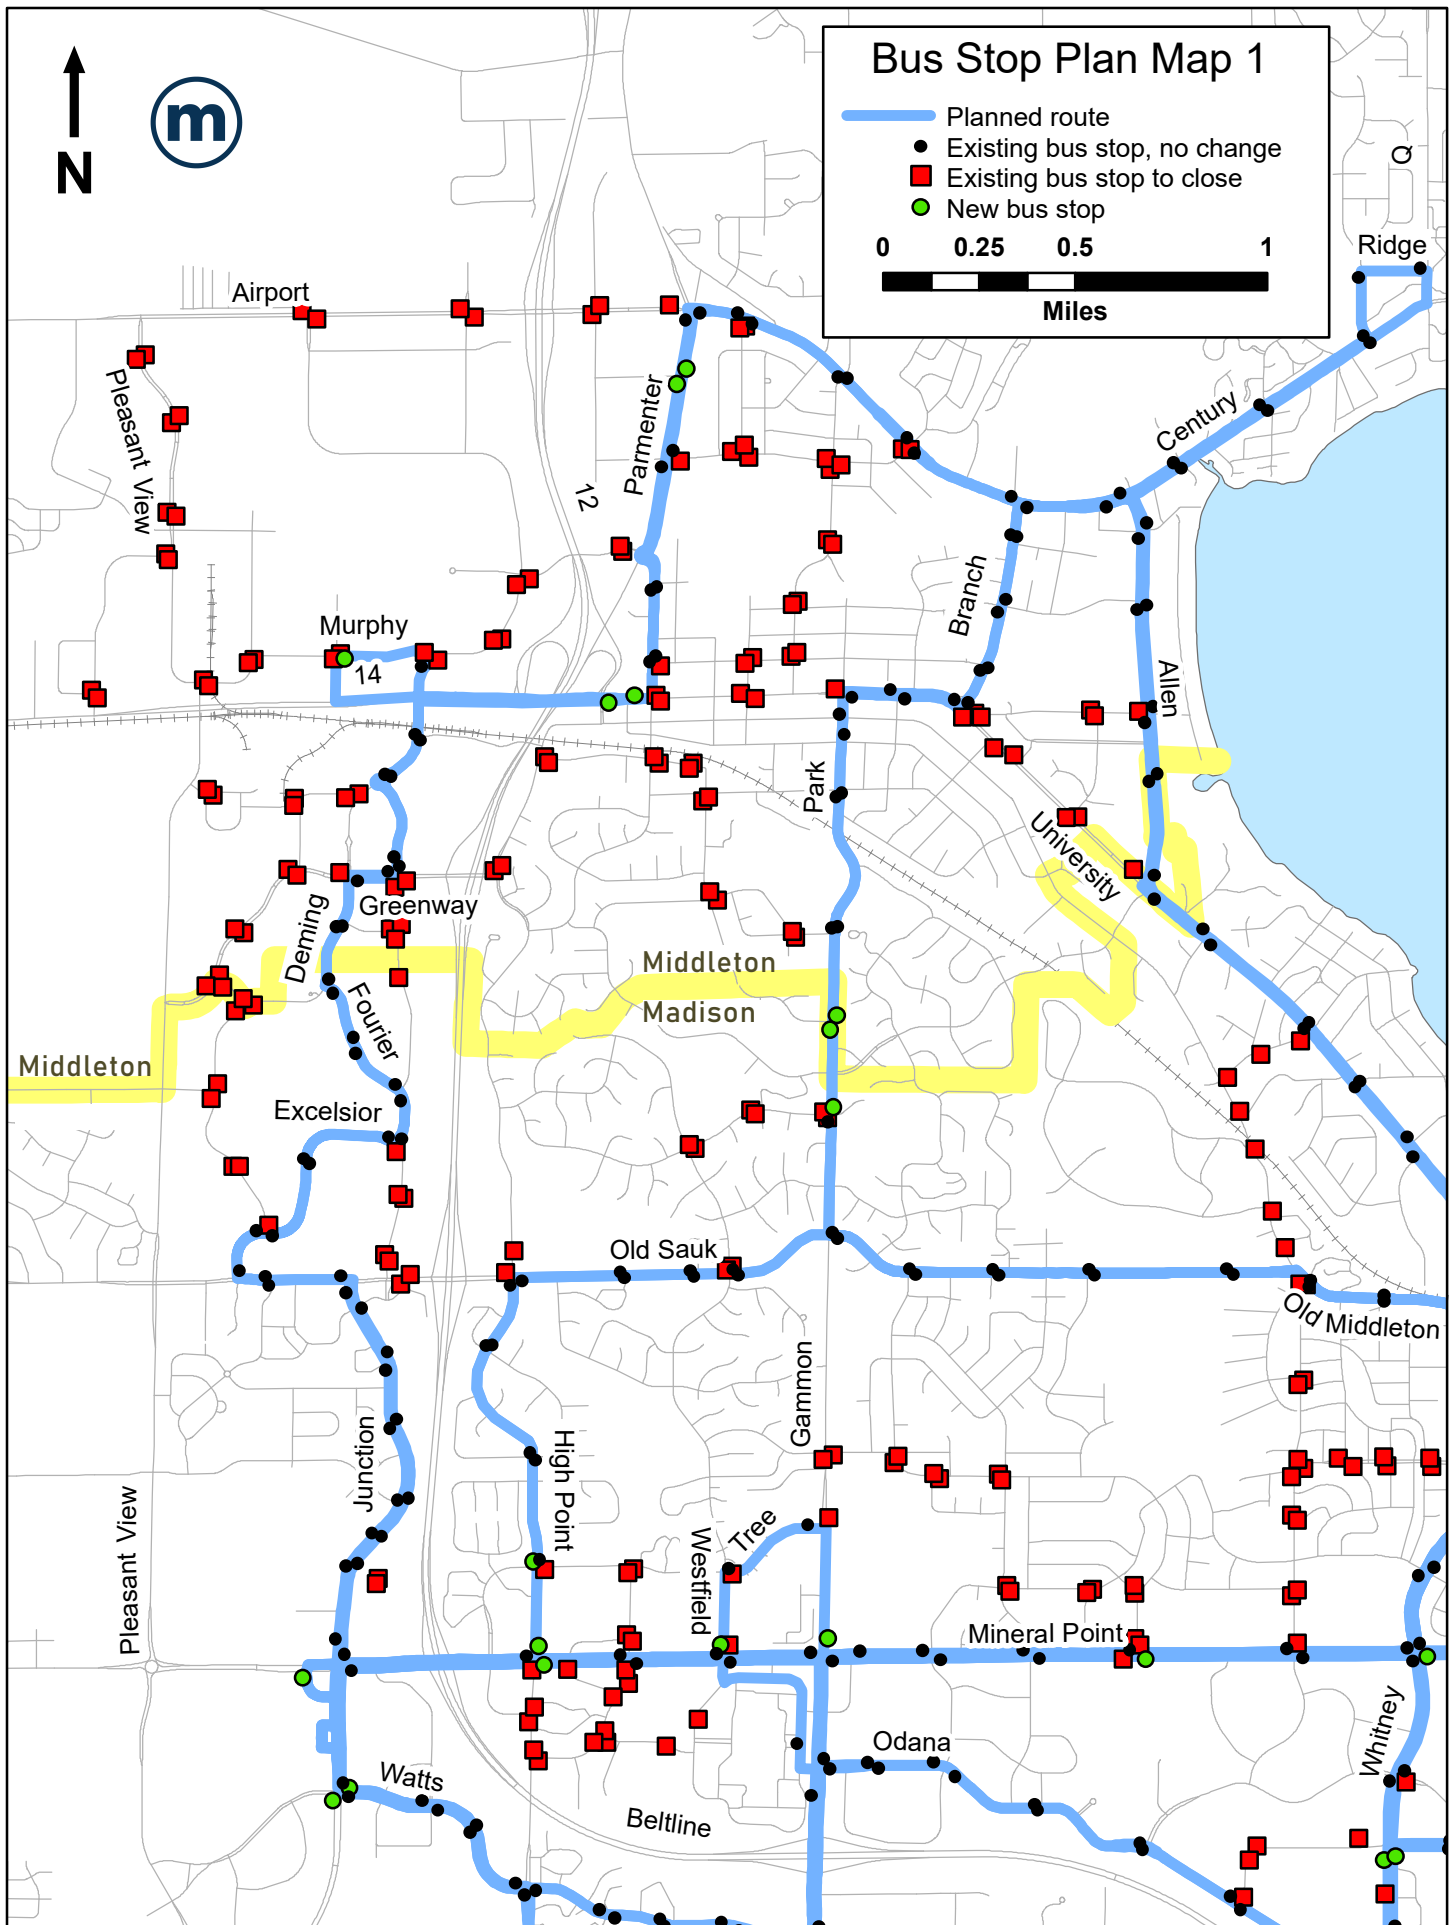 Bus Stop Plan Map 1
Planned route
Existing bus stop, no change
Existing bus stop to close
New bus stop
0 0.25 0.5 1
Miles
N
m
Q
Ridge
Airport
Pleasant View
Parmenter
12
Century
Branch
Murphy
14
Allen
Park
University
Deming
Greenway
Middleton
Madison
Fourier
Middleton
Excelsior
Old Sauk
Old Middleton
Gammon
Junction
High Point
Pleasant View
Westfield
Tree
Mineral Point
Whitney
Odana
Watts
Beltline